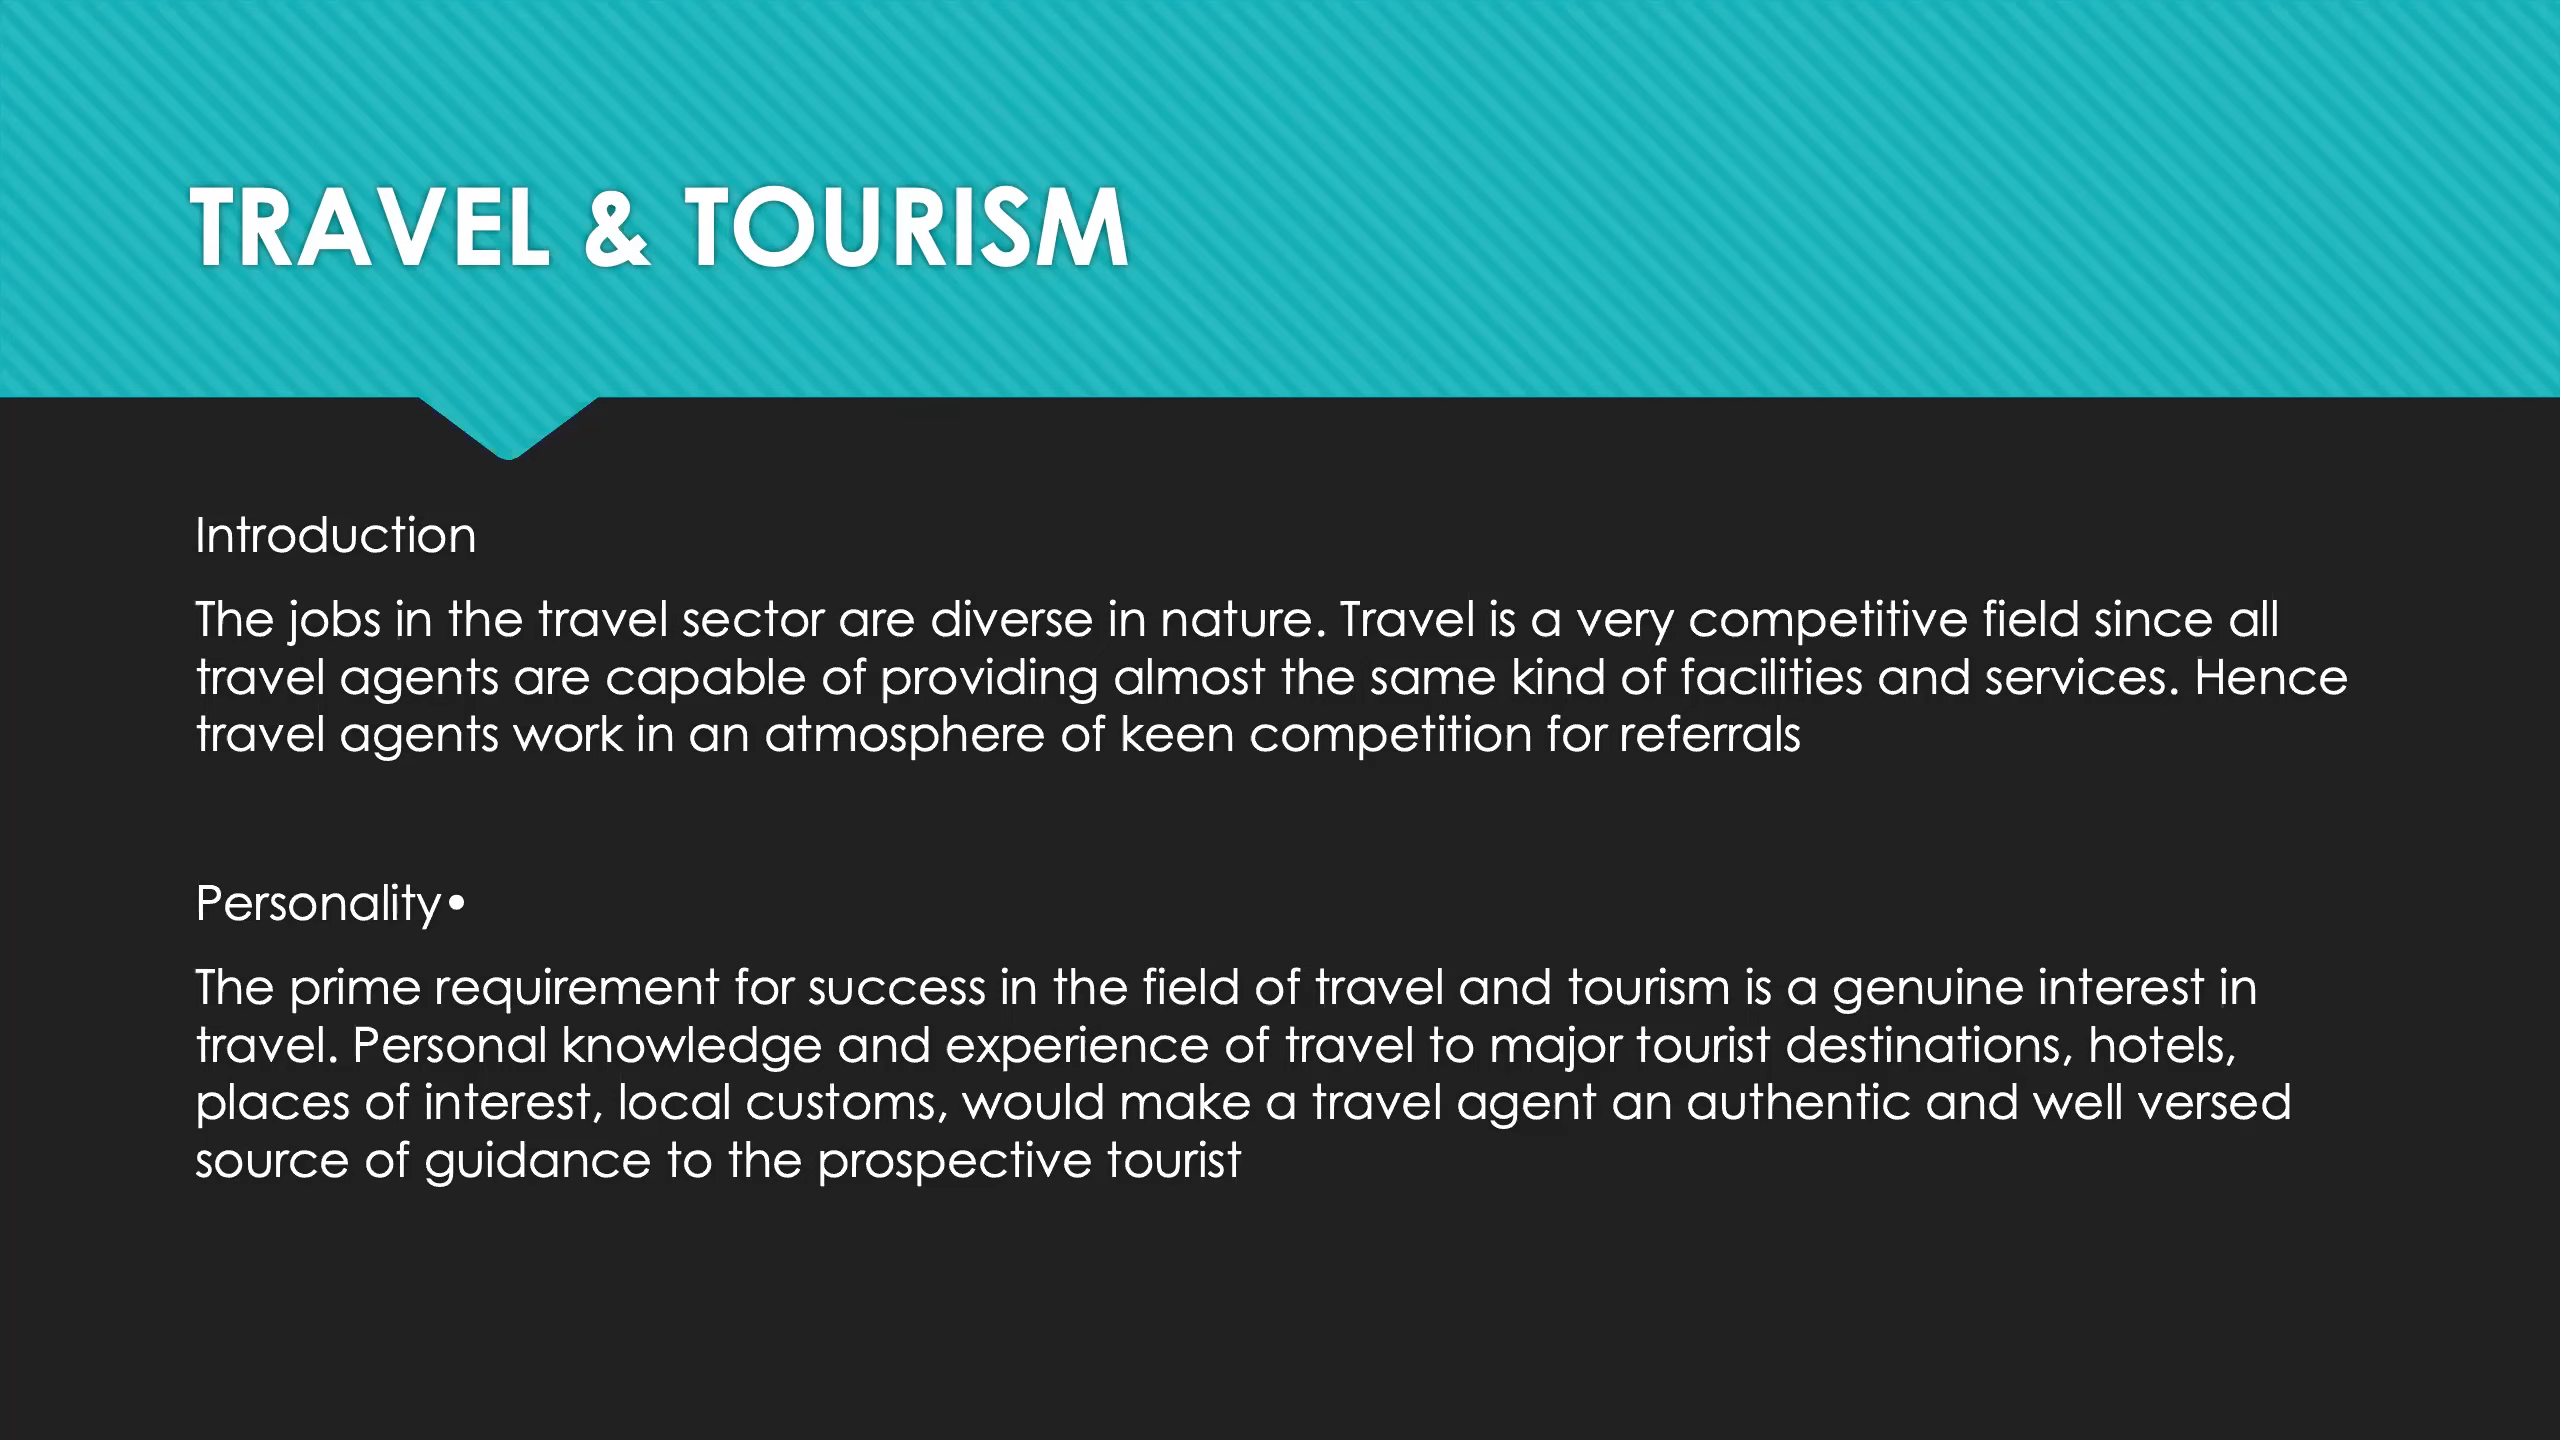 TRAVEL & TOURISM
Introduction
The jobs in the travel sector are diverse in nature. Travel is a very competitive field since all
travel agents are capable of providing almost the same kind of facilities and services. Hence
travel agents work in an atmosphere of keen competition for referrals
Personality•
The prime requirement for success in the field of travel and tourism is a genuine interest in
travel. Personal knowledge and experience of travel to major tourist destinations, hotels,
places of interest, local customs, would make a travel agent an authentic and well versed
source of guidance to the prospective tourist